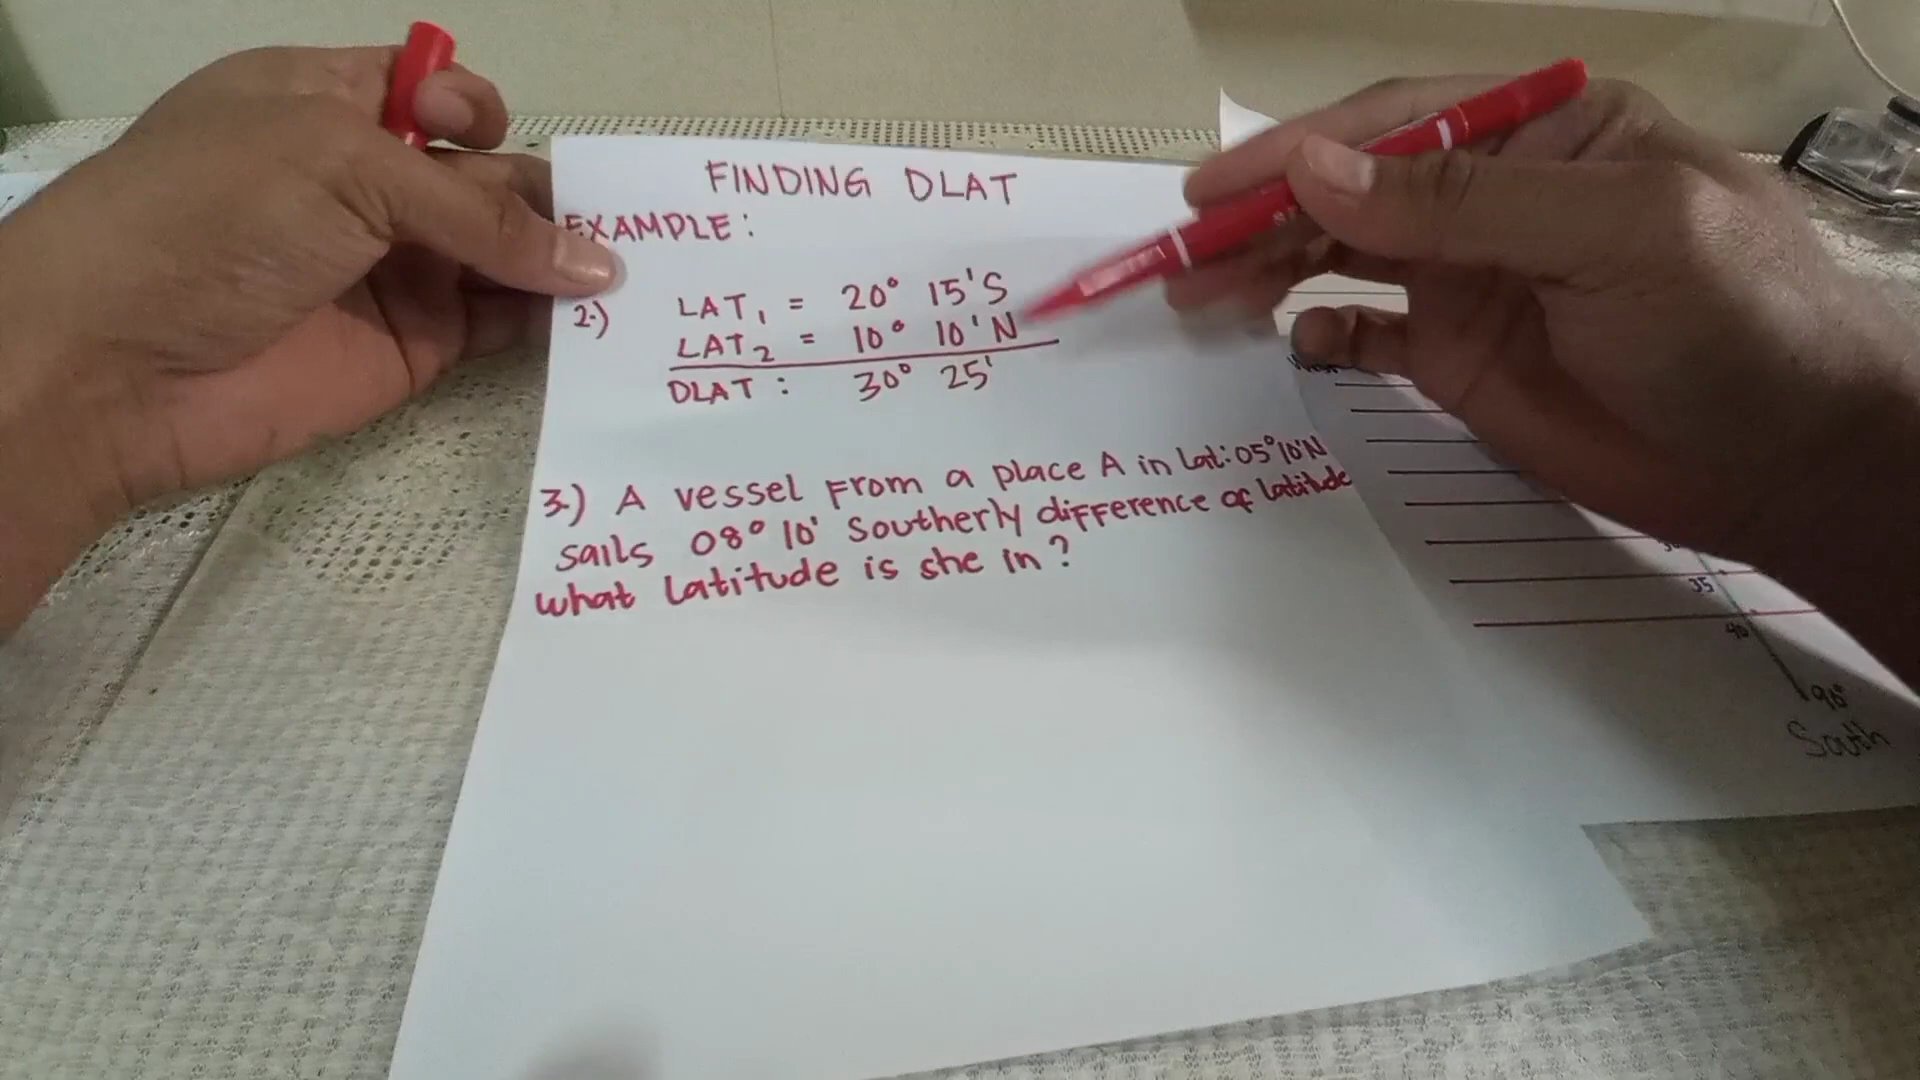 FINDING DLAT
EXAMPLE:
2.) LAT₁ = 20° 15' S
LAT₂ = 10° 10' N
DLAT : 30° 25'
3.) A vessel From a place A in Lat: 05° 10' N
sails 08° 10' Southerly difference of latitude
what Latitude is she in ?
35
40
90°
South